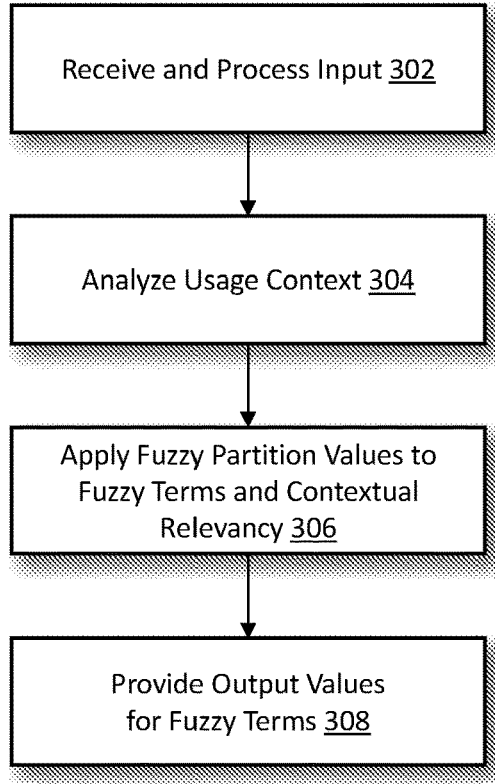 Receive and Process Input 302
Analyze Usage Context 304
Apply Fuzzy Partition Values to
Fuzzy Terms and Contextual
Relevancy 306
Provide Output Values
for Fuzzy Terms 308